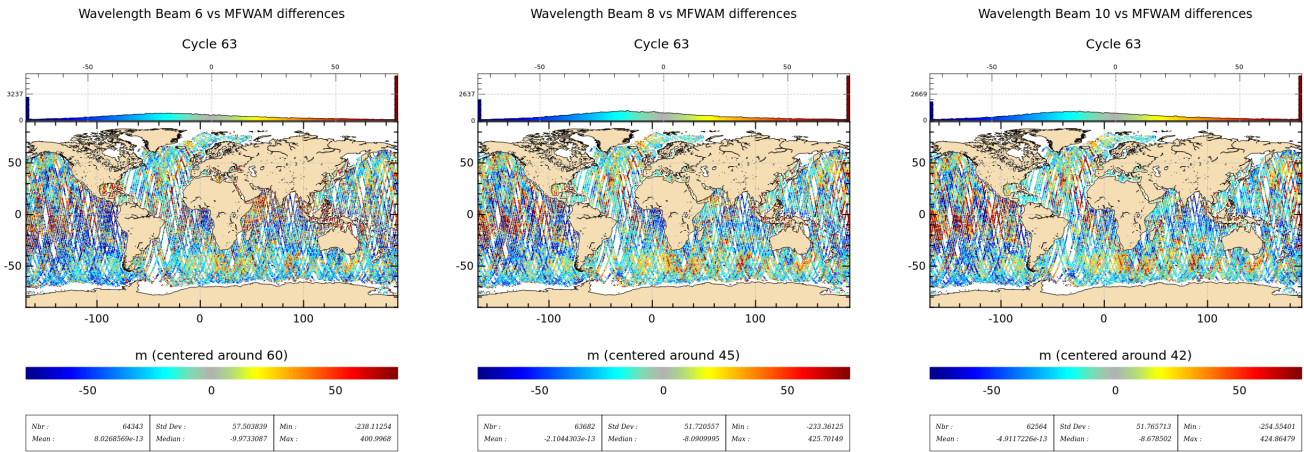 Wavelength Beam 6 vs MFWAM differences
Cycle 63
-50 0 50
3237
0
50
0
-50
-100 0 100
m (centered around 60)
-50 0 50
Nbr : 64343 Std Dev : 57.503839 Min : -238.11254
Mean : 8.0268569e-13 Median : -9.9733087 Max : 400.9968
Wavelength Beam 8 vs MFWAM differences
Cycle 63
-50 0 50
2637
0
50
0
-50
-100 0 100
m (centered around 45)
-50 0 50
Nbr : 63682 Std Dev : 51.720557 Min : -233.36125
Mean : -2.1044303e-13 Median : -8.0909995 Max : 425.70149
Wavelength Beam 10 vs MFWAM differences
Cycle 63
-50 0 50
2669
0
50
0
-50
-100 0 100
m (centered around 42)
-50 0 50
Nbr : 62564 Std Dev : 51.765713 Min : -254.55401
Mean : -4.9117226e-13 Median : -8.678502 Max : 424.86479